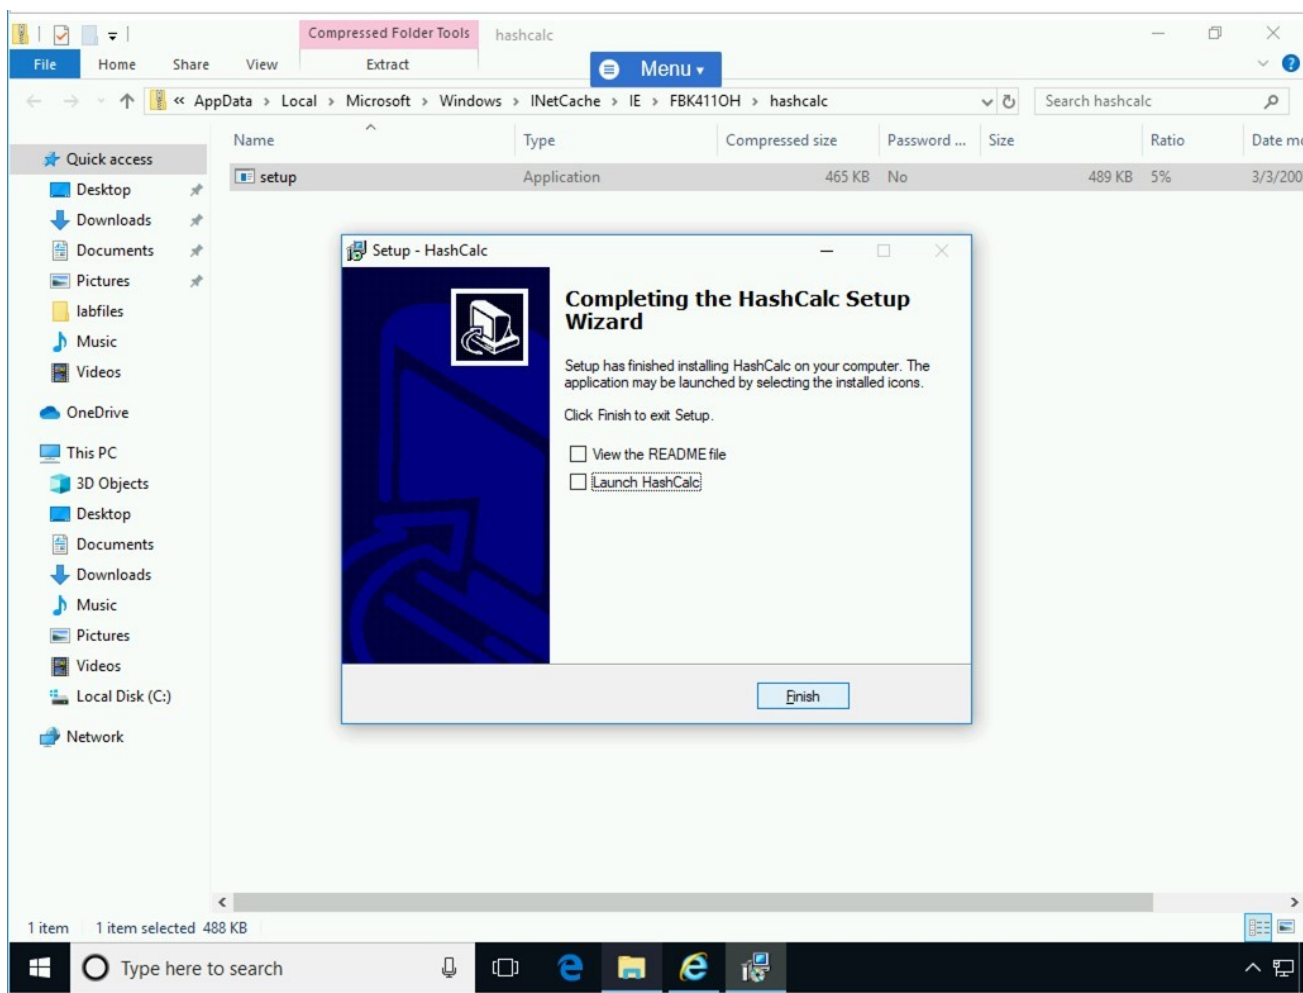 Compressed Folder Tools
hashcalc
File
Home
Share
View
Extract
Menu
« AppData > Local > Microsoft > Windows > INetCache > IE > FBK411OH > hashcalc
Search hashcalc
Name
Type
Compressed size
Password ...
Size
Ratio
Date mo
setup
Application
465 KB
No
489 KB
5%
3/3/200
Quick access
Desktop
Downloads
Documents
Pictures
labfiles
Music
Videos
OneDrive
This PC
3D Objects
Desktop
Documents
Downloads
Music
Pictures
Videos
Local Disk (C:)
Network
Setup - HashCalc
Completing the HashCalc Setup
Wizard
Setup has finished installing HashCalc on your computer. The
application may be launched by selecting the installed icons.
Click Finish to exit Setup.
View the README file
Launch HashCalc
Finish
1 item
1 item selected 488 KB
Type here to search